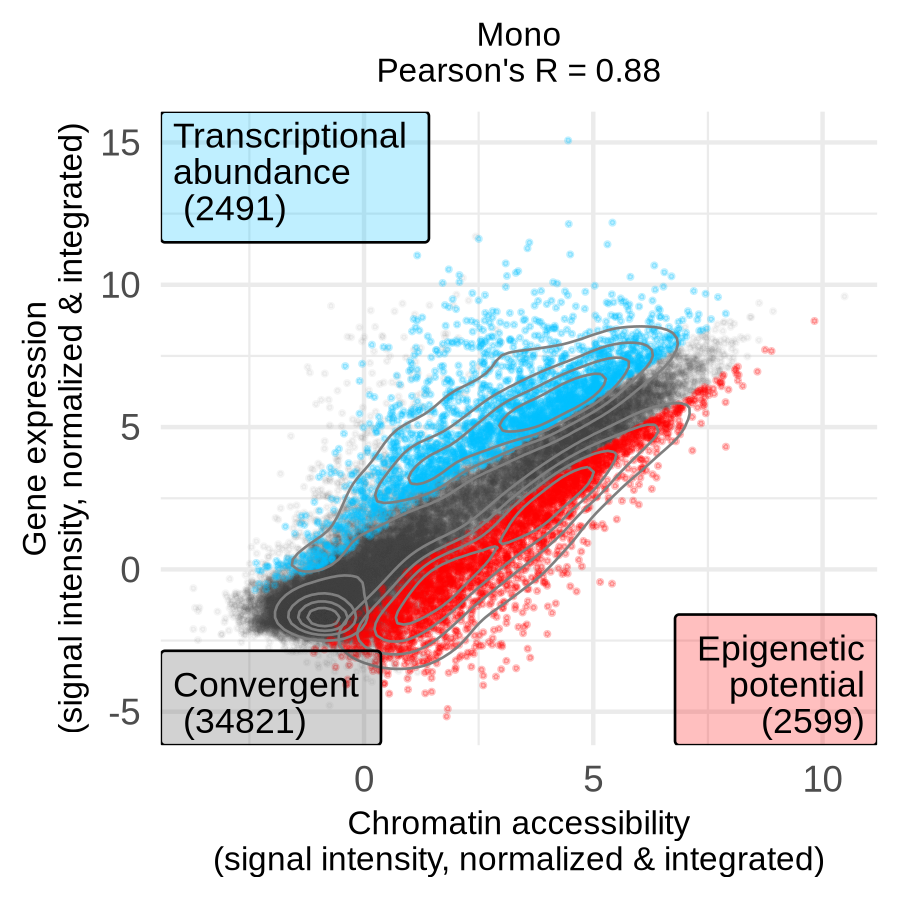 Mono
Pearson's R = 0.88
Transcriptional
abundance
(2491)
Gene expression
(signal intensity, normalized & integrated)
15
10
5
0
-5
Convergent
(34821)
Epigenetic
potential
(2599)
0
5
10
Chromatin accessibility
(signal intensity, normalized & integrated)